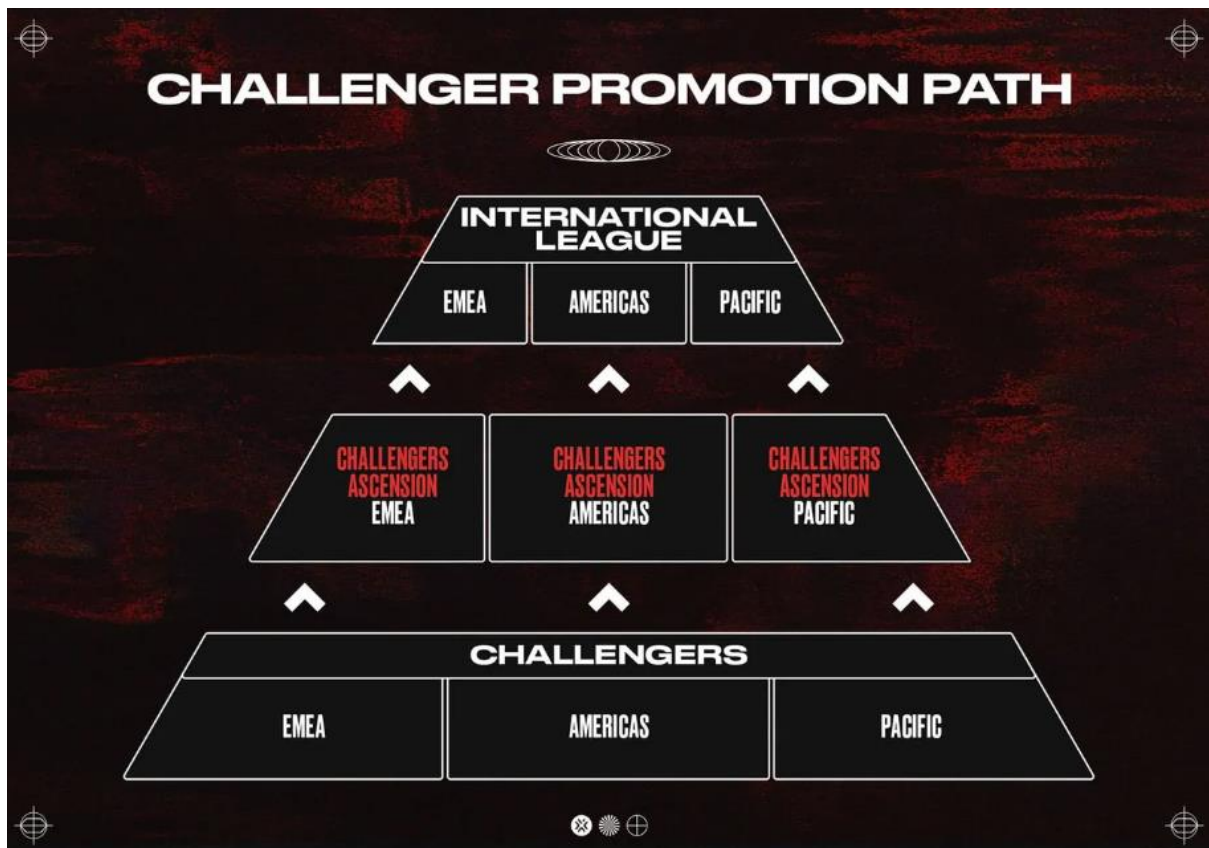 CHALLENGER PROMOTION PATH
INTERNATIONAL
LEAGUE
EMEA
AMERICAS
PACIFIC
CHALLENGERS
ASCENSION
EMEA
CHALLENGERS
ASCENSION
AMERICAS
CHALLENGERS
ASCENSION
PACIFIC
CHALLENGERS
EMEA
AMERICAS
PACIFIC